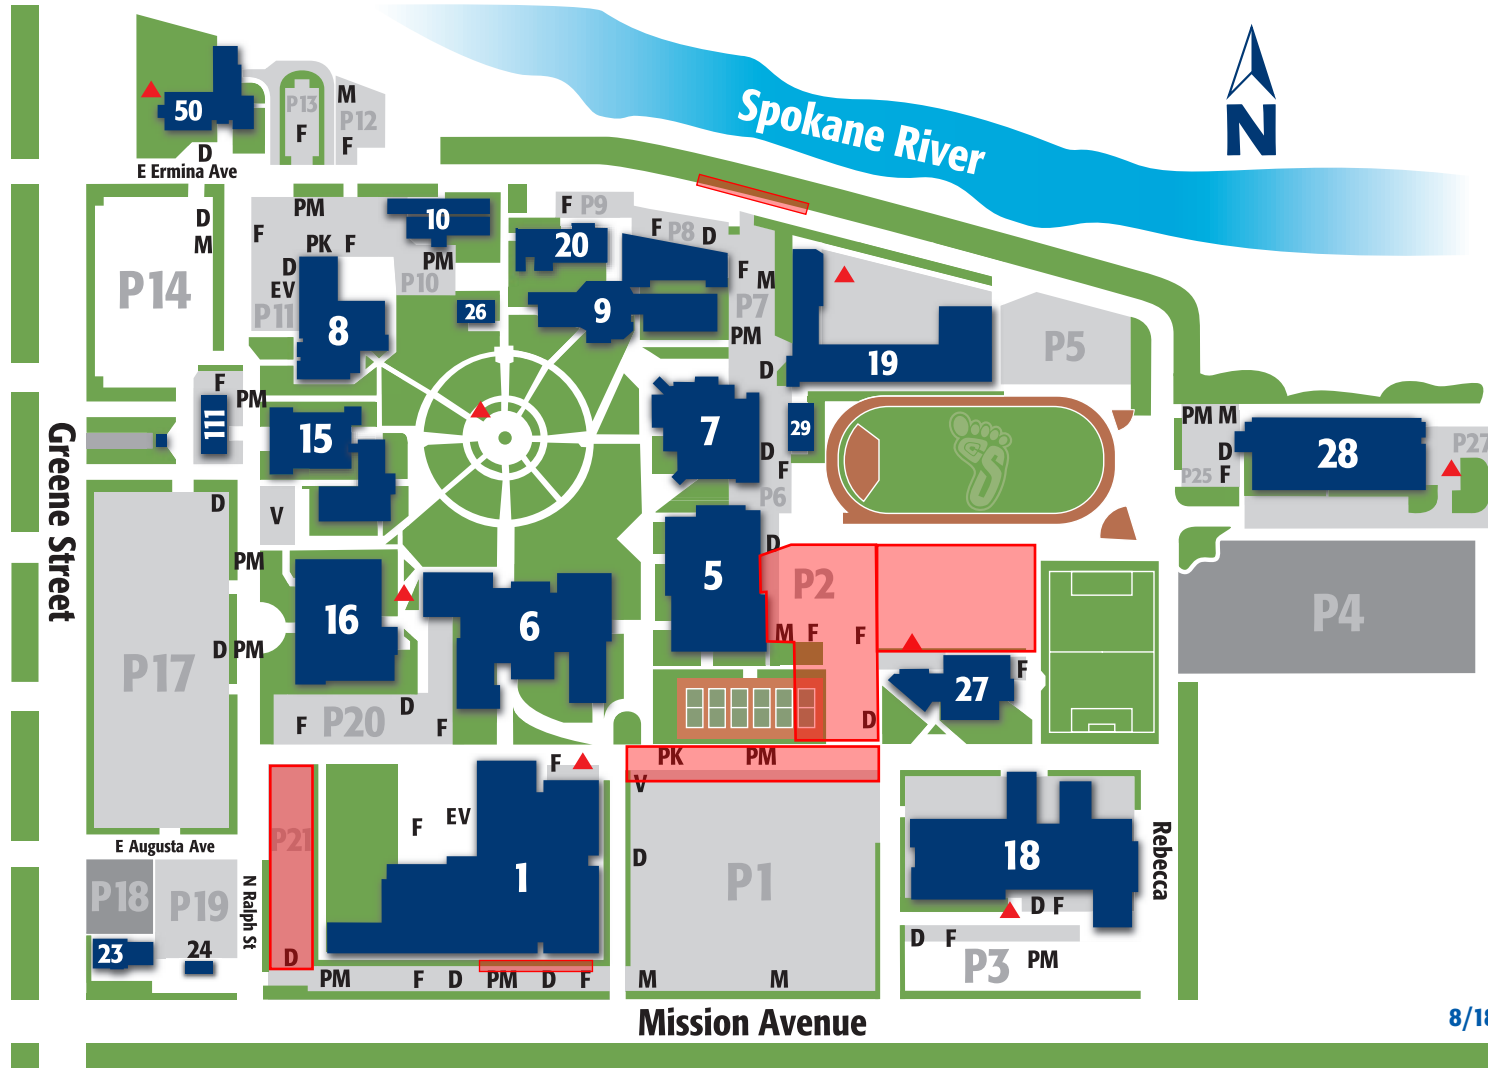 Spokane River
N
50
P13
F
M
P12
F
D
E Ermina Ave
PM
F
PK F
D
EV
P11
8
10
PM
P10
26
F P9
20
F P8 D
9
F
M
P7
PM
D
19
P5
D
M
P14
F
PM
111
15
V
7
29
D
F
P6
S
PM M
D
P25 F
28
P27
Greene Street
D
PM
D PM
P17
16
6
D
F
P20
F
5
D
P2
M F
F
D
27
F
P4
E Augusta Ave
P18
P19
23
24
N Ralph St
P21
D
F
EV
F
1
PM
F
D
PM
D
F
PK
PM
V
D
P1
M
M
18
D F
D F
P3
PM
Rebecca
Mission Avenue